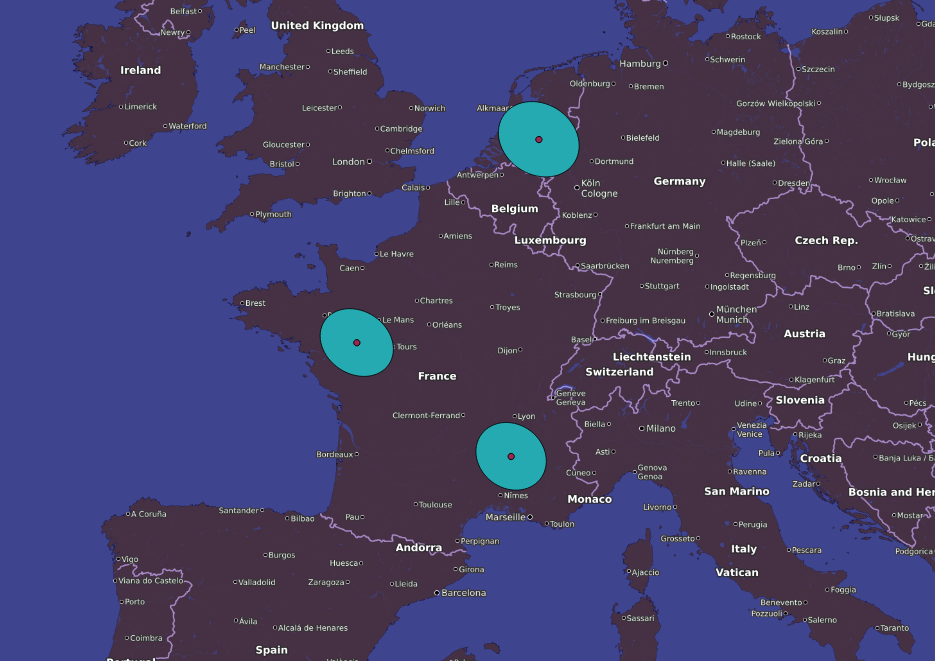 Belfast
Newry
Peel
United Kingdom
Leeds
Manchester
Sheffield
Ireland
Limerick
Waterford
Cork
Leicester
Norwich
Cambridge
Gloucester
Chelmsford
Bristol
London
Brighton
Calais
Plymouth
Hamburg
Rostock
Schwerin
Słupsk
Koszalin
Szczecin
Oldenburg
Bremen
Bydgosz
Alkmaar
Gorzów Wielkopolski
Bielefeld
Magdeburg
Zielona Góra
Pola
Dortmund
Halle (Saale)
Antwerpen
Köln
Cologne
Germany
Dresden
Wrocław
Lille
Belgium
Koblenz
Opole
Katowice
Frankfurt am Main
Amiens
Luxembourg
Plzeň
Czech Rep.
Ostrav
Le Havre
Caen
Reims
Saarbrücken
Nürnberg
Nuremberg
Brno
Zlín
Žili
Regensburg
Stuttgart
Ingolstadt
Brest
Chartres
Troyes
Strasbourg
Linz
München
Munich
Bratislava
Le Mans
Orléans
Freiburg im Breisgau
Austria
Győr
Tours
Dijon
Basel
Liechtenstein
Innsbruck
Graz
Hung
Switzerland
France
Klagenfurt
Genève
Geneva
Trento
Udine
Slovenia
Pécs
Clermont-Ferrand
Lyon
Biella
Milano
Venezia
Venice
Rijeka
Osijek
Bordeaux
Asti
Pula
Croatia
Banja Luka / Ба
Cuneo
Genova
Genoa
Ravenna
Zadar
Nîmes
Monaco
San Marino
Bosnia and Her
A Coruña
Santander
Bilbao
Pau
Toulouse
Marseille
Toulon
Livorno
Mostar
Perugia
Perpignan
Andorra
Grosseto
Italy
Pescara
Podgorica
Vigo
Burgos
Huesca
Girona
Ajaccio
Vatican
Viana do Castelo
Valladolid
Zaragoza
Lleida
Barcelona
Foggia
Porto
Benevento
Pozzuoli
Salerno
Sassari
Ávila
Alcalá de Henares
Taranto
Coimbra
Spain
Portugal
València